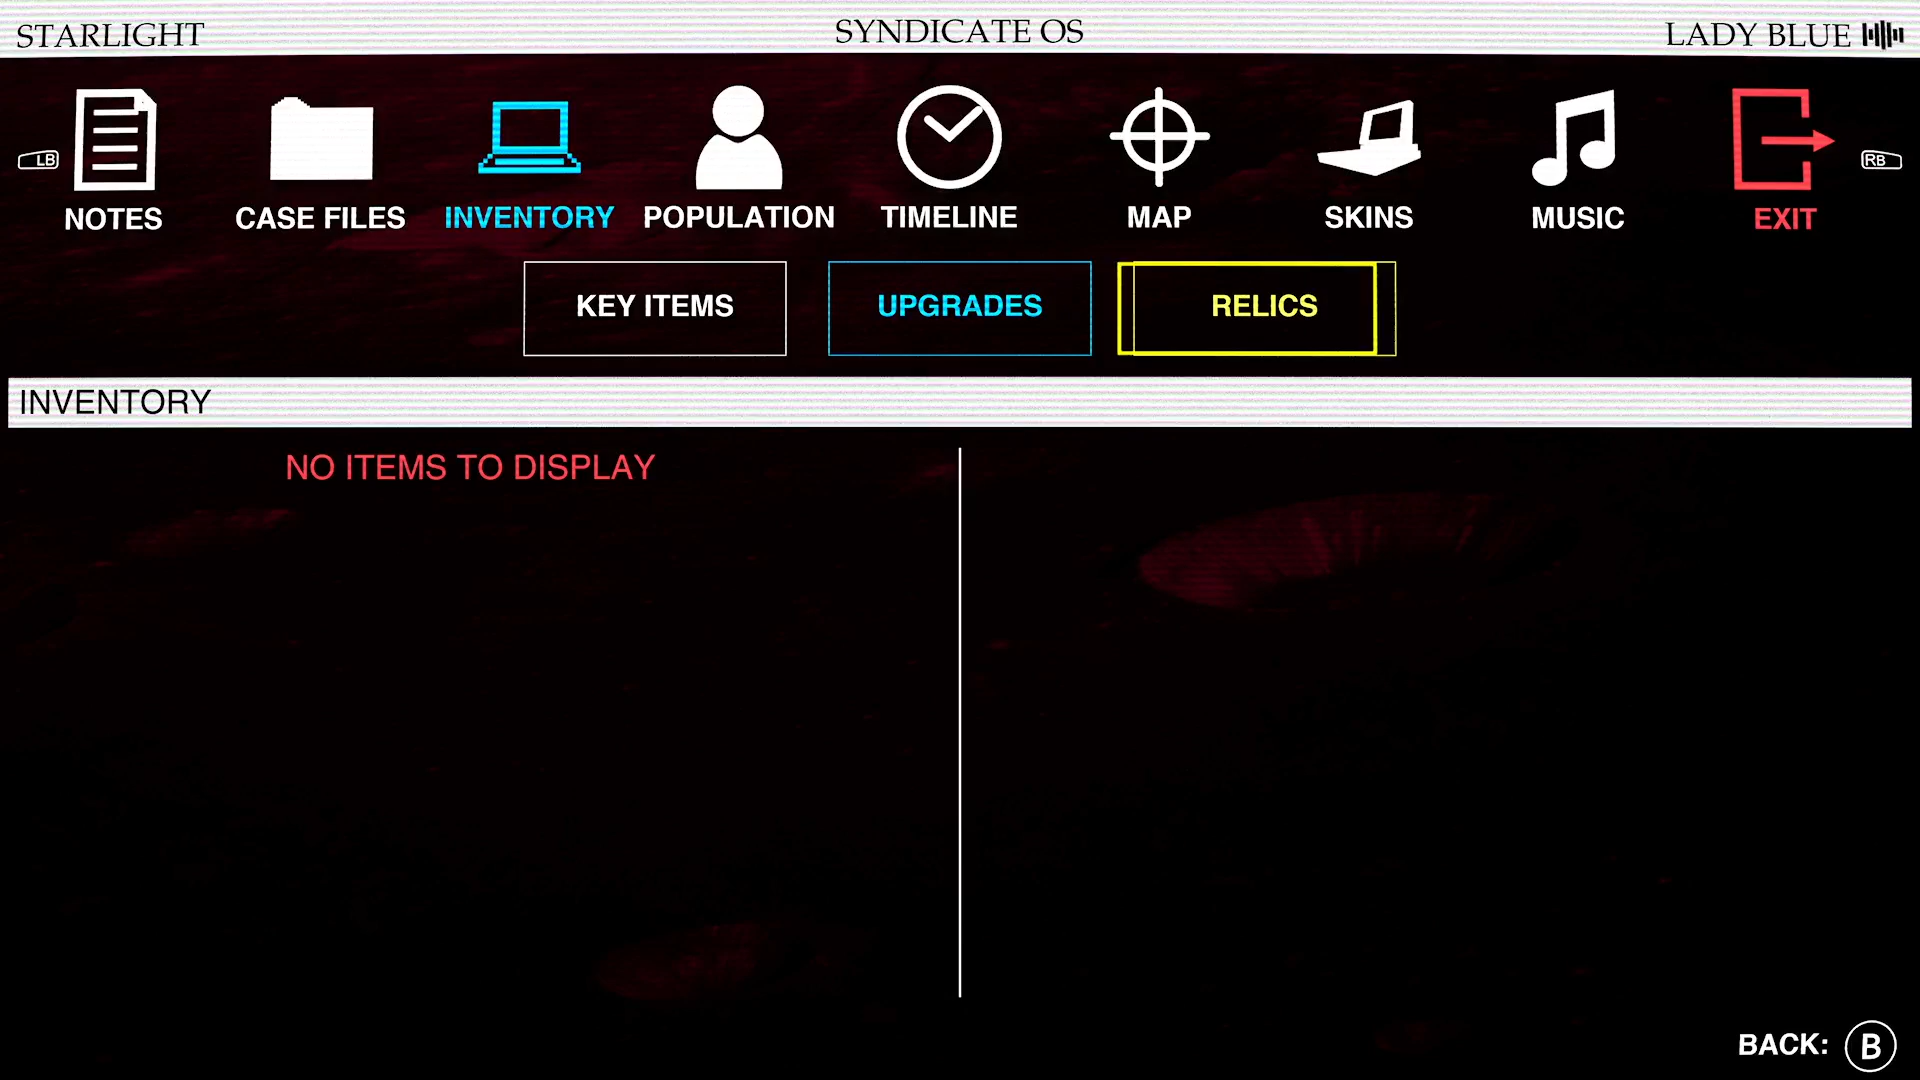 STARLIGHT
SYNDICATE OS
LADY BLUE
LB
NOTES
CASE FILES
INVENTORY
POPULATION
TIMELINE
MAP
SKINS
MUSIC
EXIT
RB
KEY ITEMS
UPGRADES
RELICS
INVENTORY
NO ITEMS TO DISPLAY
BACK: B